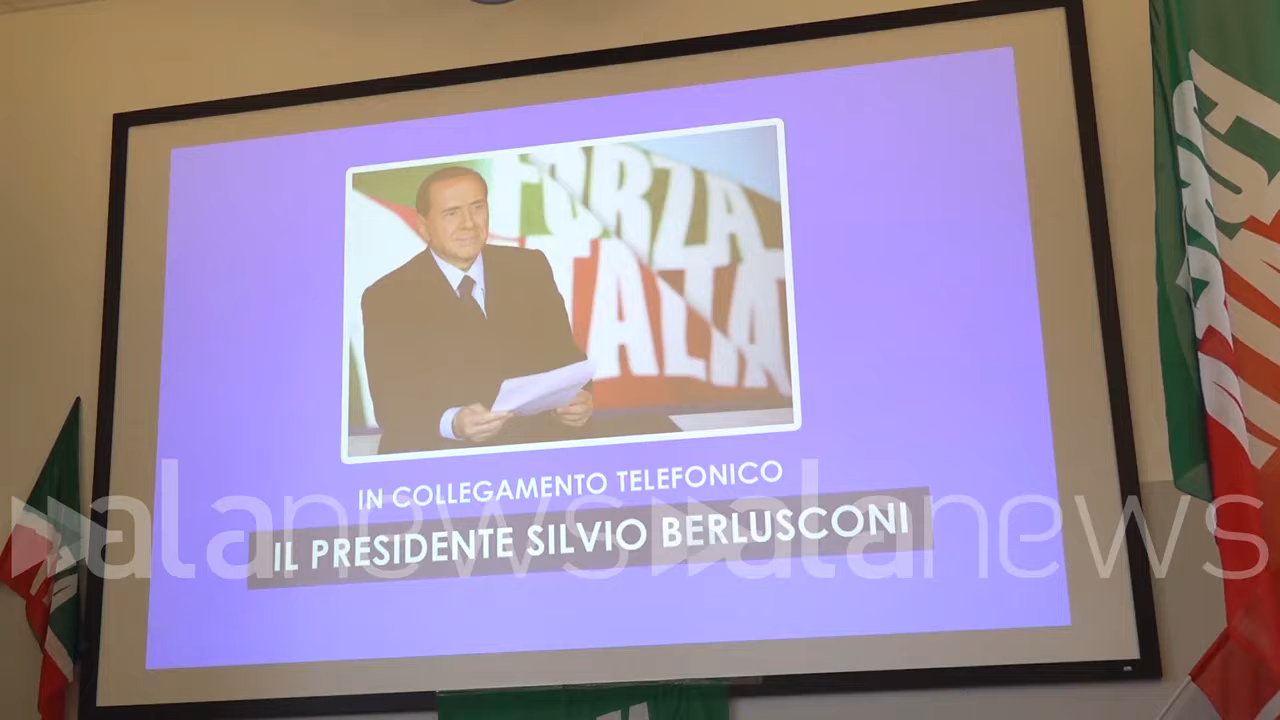 FORZA
ITALIA
IN COLLEGAMENTO TELEFONICO
IL PRESIDENTE SILVIO BERLUSCONI
alanews alanews